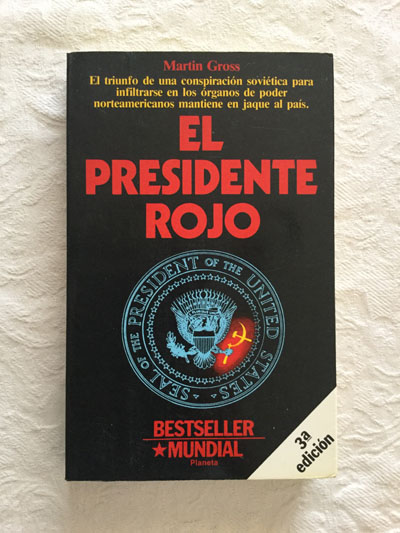 Martin Gross
El triunfo de una conspiración soviética para
infiltrarse en los órganos de poder
norteamericanos mantiene en jaque al país.
EL
PRESIDENTE
ROJO
SEAL OF THE PRESIDENT OF THE UNITED STATES
BESTSELLER
MUNDIAL
Planeta
3a
edición